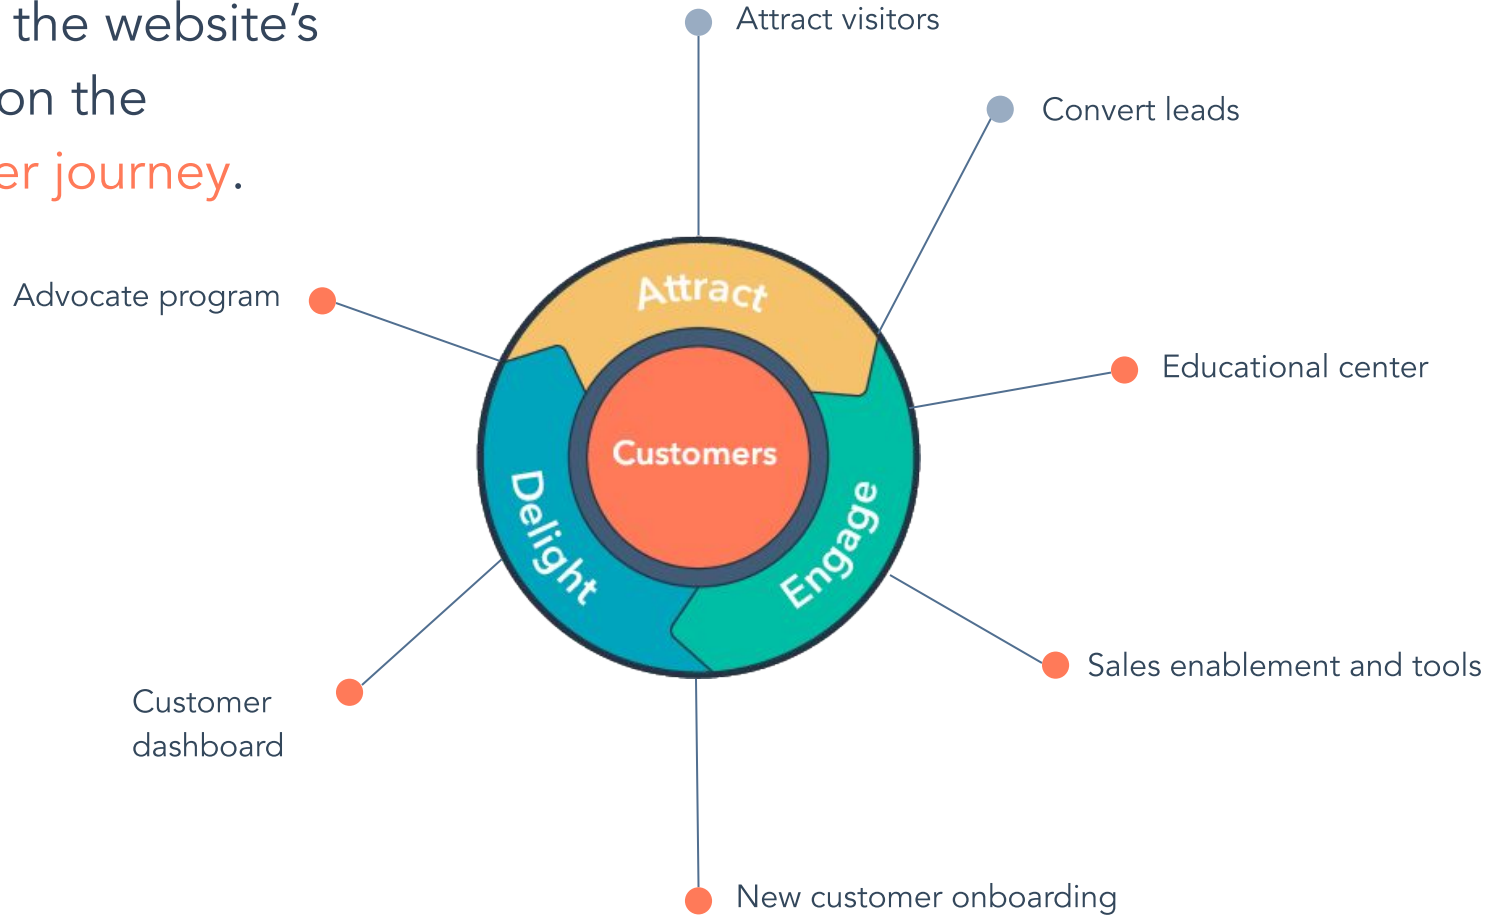 the website’s
on the
er journey.
Attract visitors
Convert leads
Advocate program
Attract
Educational center
Customers
Delight
Engage
Sales enablement and tools
Customer
dashboard
New customer onboarding